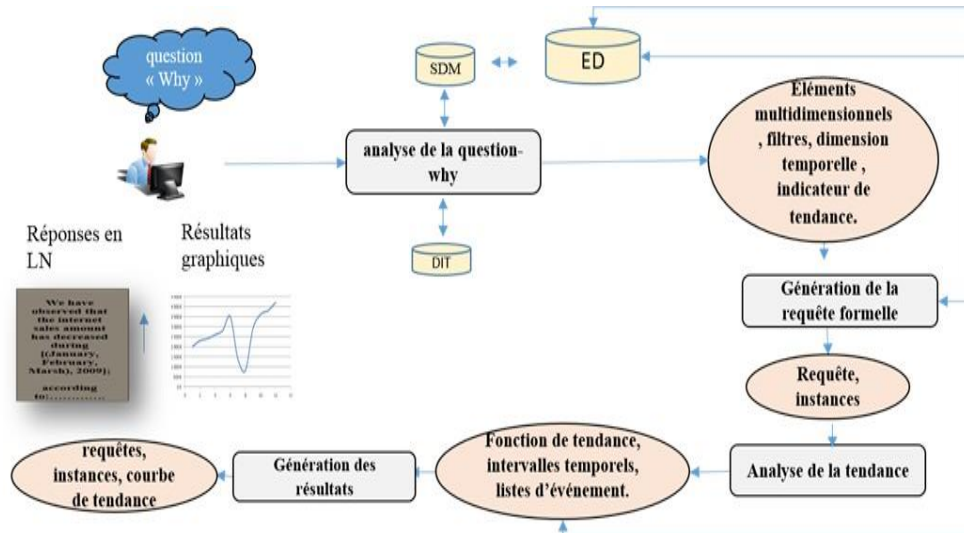 question
« Why »
SDM
ED
analyse de la question-
why
DIT
Éléments
multidimensionnels
, filtres, dimension
temporelle ,
indicateur de
tendance.
Génération de la
requête formelle
Requête,
instances
Analyse de la tendance
Fonction de tendance,
intervalles temporels,
listes d’événement.
Génération des
résultats
requêtes,
instances, courbe
de tendance
Réponses en
LN
Résultats
graphiques
We have
observed that
the internet
sales amount
has decreased
during
[(January,
February,
Marsh), 2009];
according
to:.............